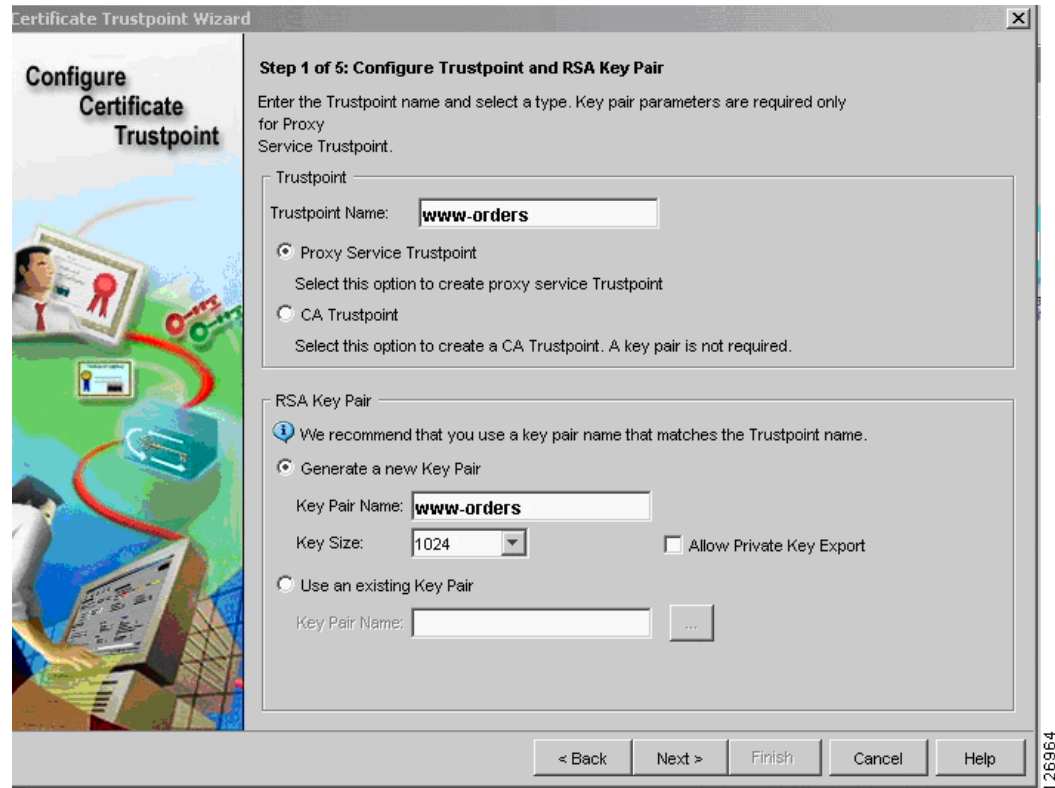 Certificate Trustpoint Wizard
Configure
Certificate
Trustpoint
Step 1 of 5: Configure Trustpoint and RSA Key Pair
Enter the Trustpoint name and select a type. Key pair parameters are required only
for Proxy
Service Trustpoint.
Trustpoint
Trustpoint Name: www-orders
Proxy Service Trustpoint
Select this option to create proxy service Trustpoint
CA Trustpoint
Select this option to create a CA Trustpoint. A key pair is not required.
RSA Key Pair
We recommend that you use a key pair name that matches the Trustpoint name.
Generate a new Key Pair
Key Pair Name: www-orders
Key Size: 1024 Allow Private Key Export
Use an existing Key Pair
Key Pair Name: ...
< Back Next > Finish Cancel Help
126964